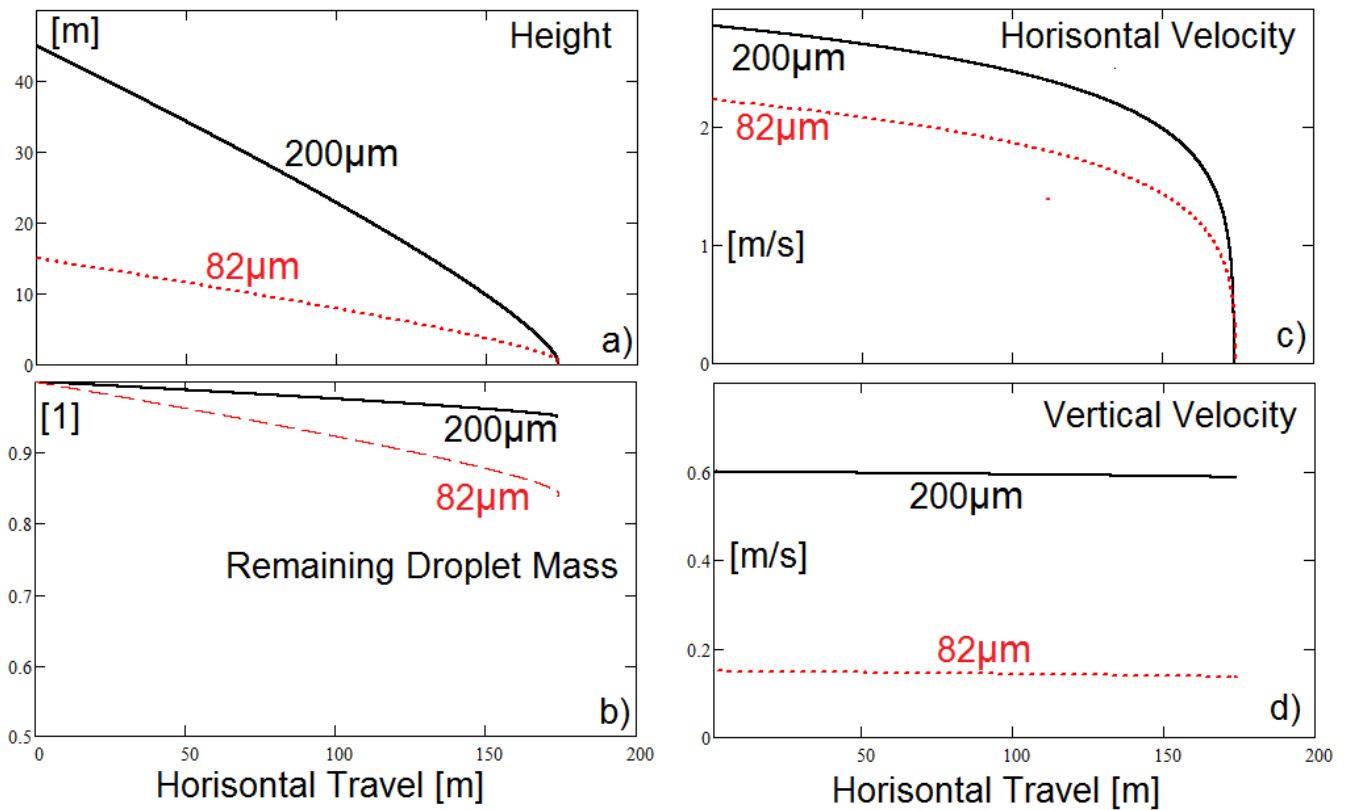 [m]
Height
40
30
20
10
0
200µm
82µm
a)
[1]
0.9
0.8
0.7
0.6
0.5
200µm
82µm
Remaining Droplet Mass
b)
0
50
100
150
200
Horisontal Travel [m]
Horisontal Velocity
200µm
82µm
2
1
0
[m/s]
c)
Vertical Velocity
0.6
0.4
0.2
0
200µm
[m/s]
82µm
d)
0
50
100
150
200
Horisontal Travel [m]